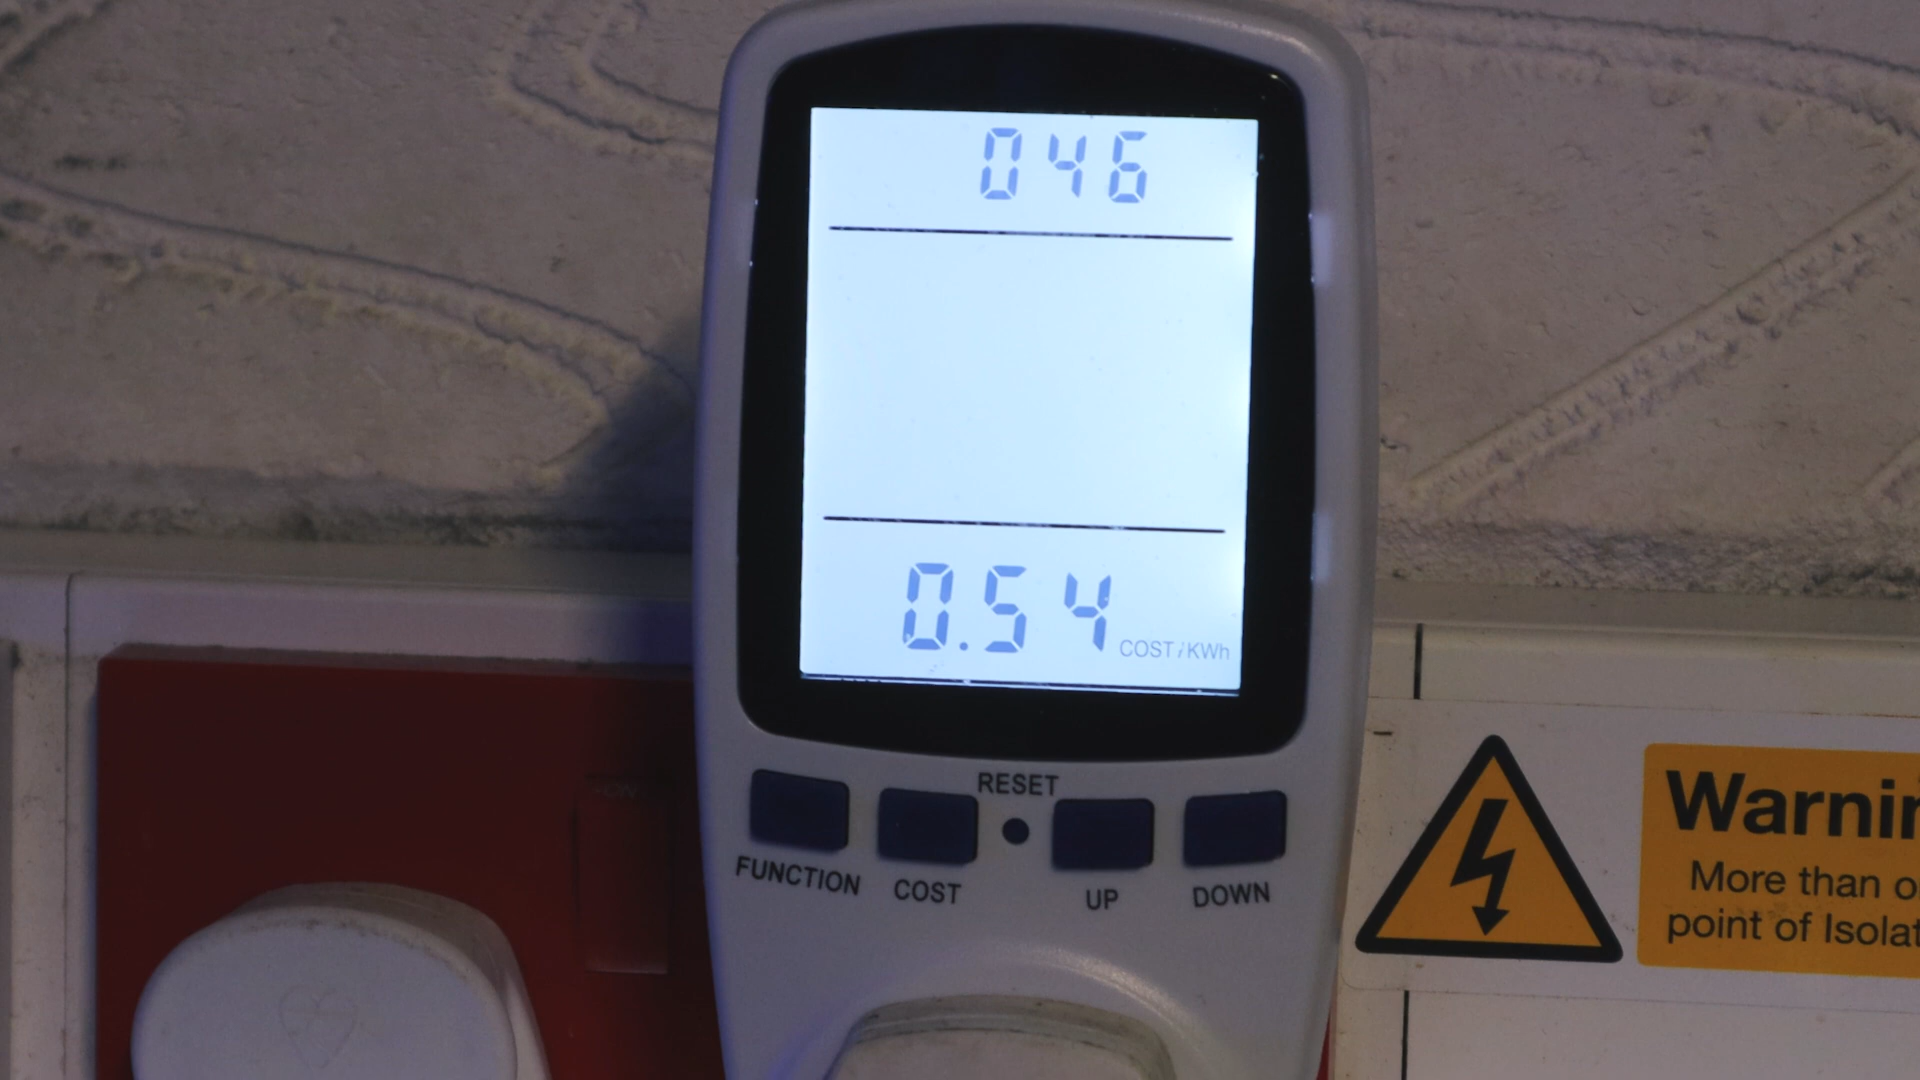 046
0.54 COST/KWh
RESET
FUNCTION COST UP DOWN
Warnin
More than o
point of Isolat